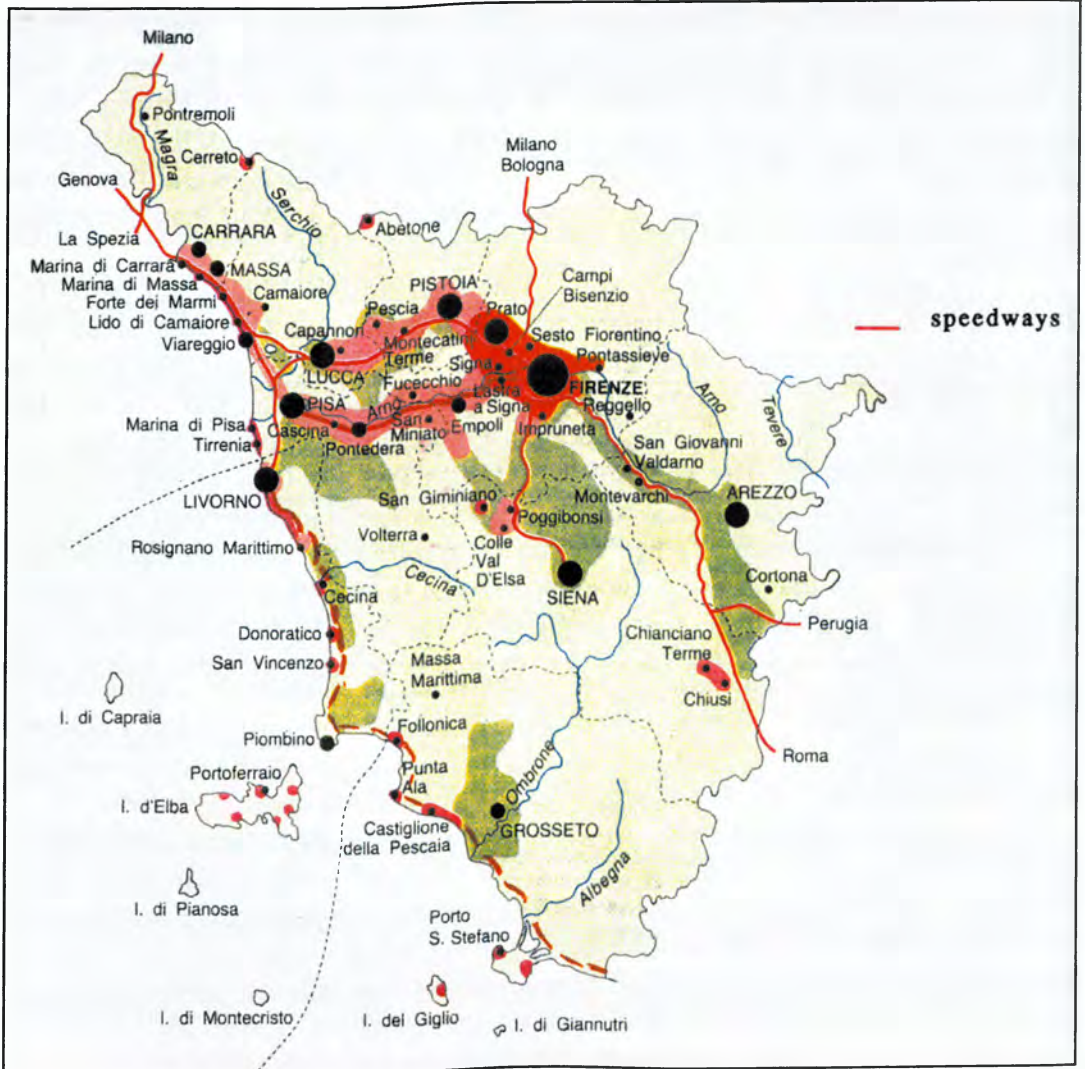 Milano
Pontremoli
Magra
Cerreto
Milano
Bologna
Genova
Serchio
Abetone
La Spezia
CARRARA
Marina di Carrara
MASSA
Marina di Massa
PISTOIA
Campi
Bisenzio
Forte dei Marmi
Camaiore
Pescia
Prato
Lido di Camaiore
speedways
Viareggio
Capannori
Montecatini
Terme
Sesto Fiorentino
Signa
Pontassieve
LUCCA
Fucecchio
Lastra
a Signa
FIRENZE
Reggello
Arno
Tevere
PISA
Arno
San
Miniato
Empoli
Impruneta
Marina di Pisa
Cascina
Tirrenia
Pontedera
San Giovanni
Valdarno
LIVORNO
San Giminiano
Montevarchi
AREZZO
Poggibonsi
Rosignano Marittimo
Volterra
Colle
Val
D'Elsa
Cecina
Cecina
SIENA
Cortona
Donoratico
Chianciano
Terme
Perugia
San Vincenzo
Massa
Marittima
Chiusi
I. di Capraia
Piombino
Follonica
Roma
Portoferraio
Punta
Ala
Ombrone
I. d'Elba
Castiglione
della Pescaia
GROSSETO
Albegna
I. di Pianosa
Porto
S. Stefano
I. di Montecristo
I. del Giglio
I. di Giannutri